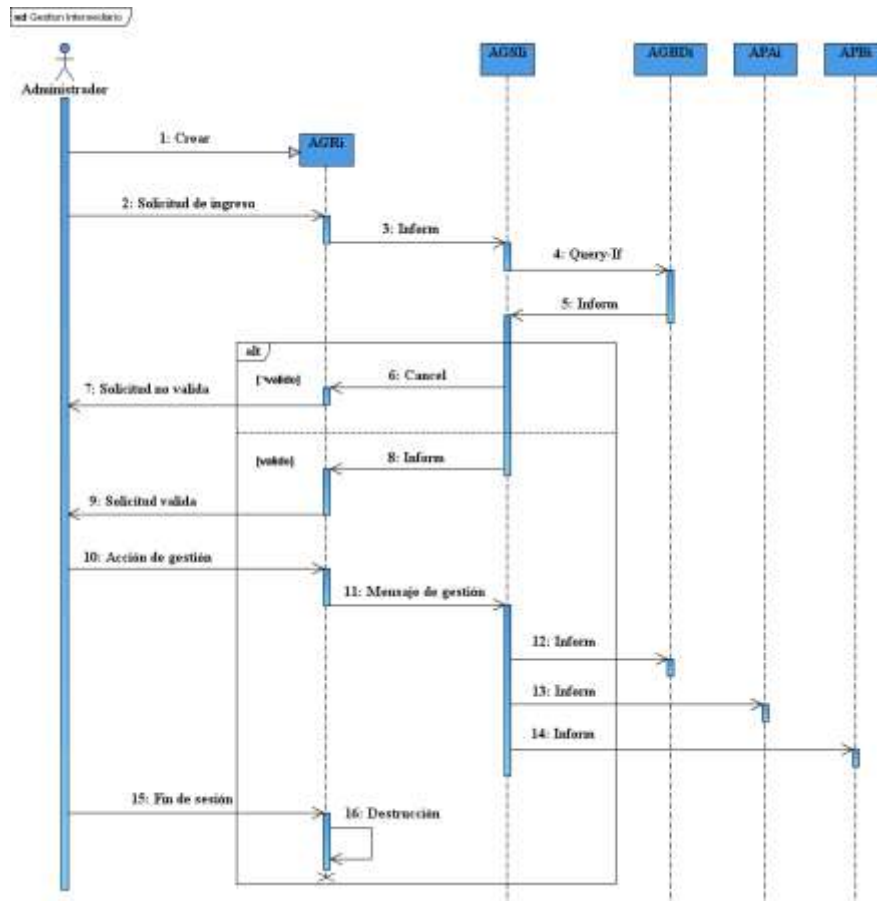 sd Gestion Intermediario
Administrador
AGSIi
AGBDi
APAi
APBi
1: Crear
AGRi
2: Solicitud de ingreso
3: Inform
4: Query-If
5: Inform
alt
6: Cancel
7: Solicitud no valida
8: Inform
[valido]
9: Solicitud valida
10: Acción de gestión
11: Mensaje de gestión
12: Inform
13: Inform
14: Inform
15: Fin de sesión
16: Destrucción